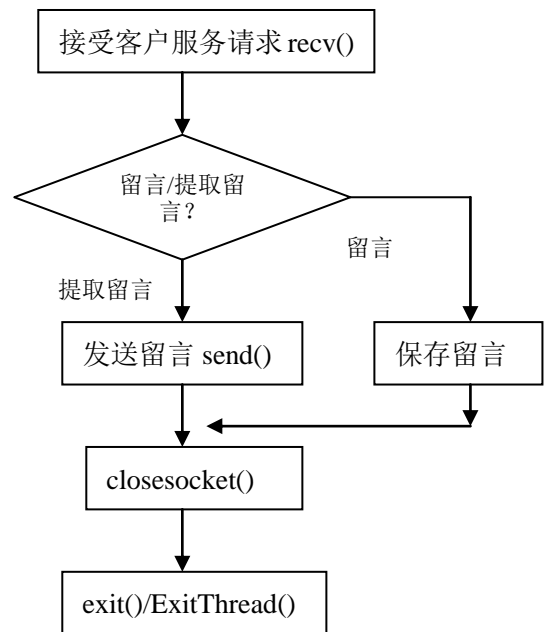 接受客户服务请求 recv()
留言/提取留
言？
留言
提取留言
发送留言 send()
保存留言
closesocket()
exit()/ExitThread()